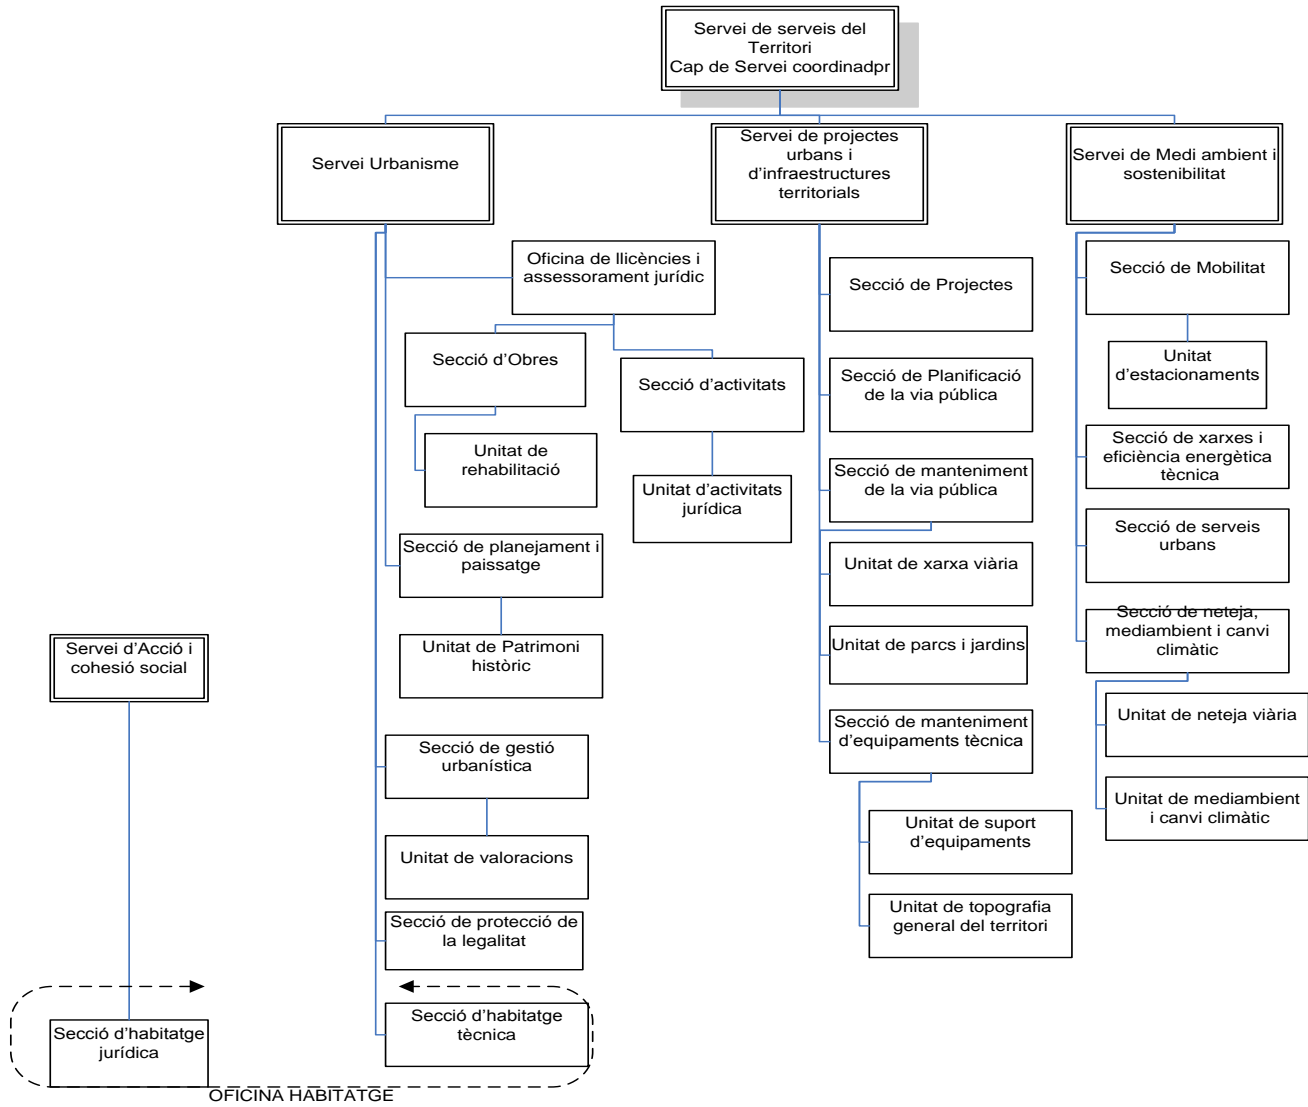 Servei de serveis del
Territori
Cap de Servei coordinadpr
Servei Urbanisme
Servei de projectes
urbans i
d’infraestructures
territorials
Servei de Medi ambient i
sostenibilitat
Oficina de llicències i
assessorament jurídic
Secció d’Obres
Unitat de
rehabilitació
Secció d’activitats
Unitat d’activitats
jurídica
Secció de planejament i
paissatge
Unitat de Patrimoni
històric
Secció de gestió
urbanística
Unitat de valoracions
Secció de protecció de
la legalitat
Secció d’habitatge
tècnica
Secció de Projectes
Secció de Planificació
de la via pública
Secció de manteniment
de la via pública
Unitat de xarxa viària
Unitat de parcs i jardins
Secció de manteniment
d’equipaments tècnica
Unitat de suport
d’equipaments
Unitat de topografia
general del territori
Secció de Mobilitat
Unitat
d’estacionaments
Secció de xarxes i
eficiència energètica
tècnica
Secció de serveis
urbans
Secció de neteja,
mediambient i canvi
climàtic
Unitat de neteja viària
Unitat de mediambient
i canvi climàtic
Servei d’Acció i
cohesió social
Secció d’habitatge
jurídica
OFICINA HABITATGE